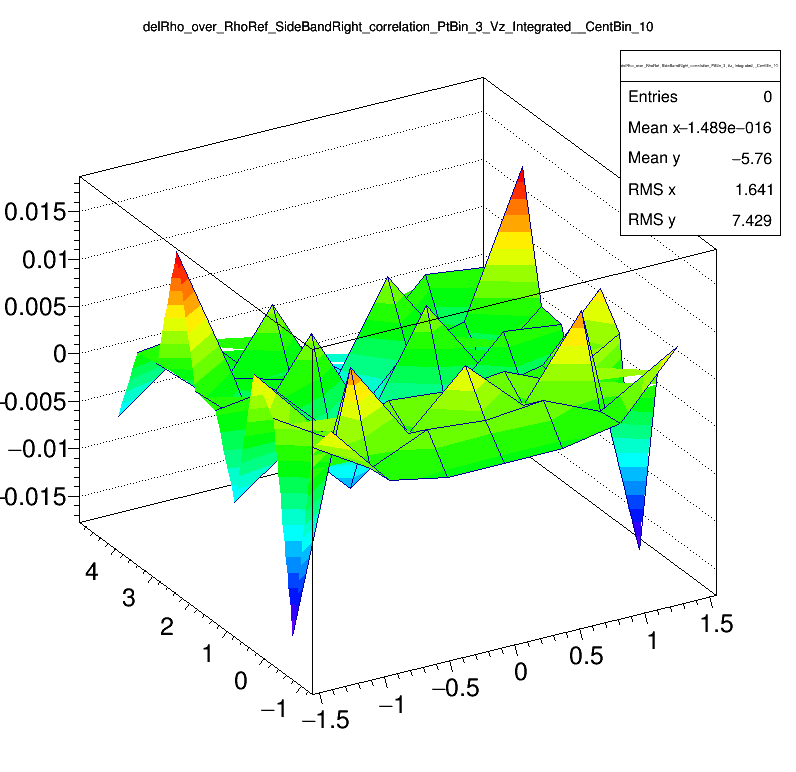 delRho_over_RhoRef_SideBandRight_correlation_PtBin_3_Vz_Integrated__CentBin_10
delRho_over_RhoRef_SideBandRight_correlation_PtBin_3_Vz_Integrated__CentBin_10
Entries 0
Mean x −1.489e−016
Mean y −5.76
RMS x 1.641
RMS y 7.429
0.015
0.01
0.005
0
−0.005
−0.01
−0.015
4
3
2
1
0
−1
−1.5
−1
−0.5
0
0.5
1
1.5